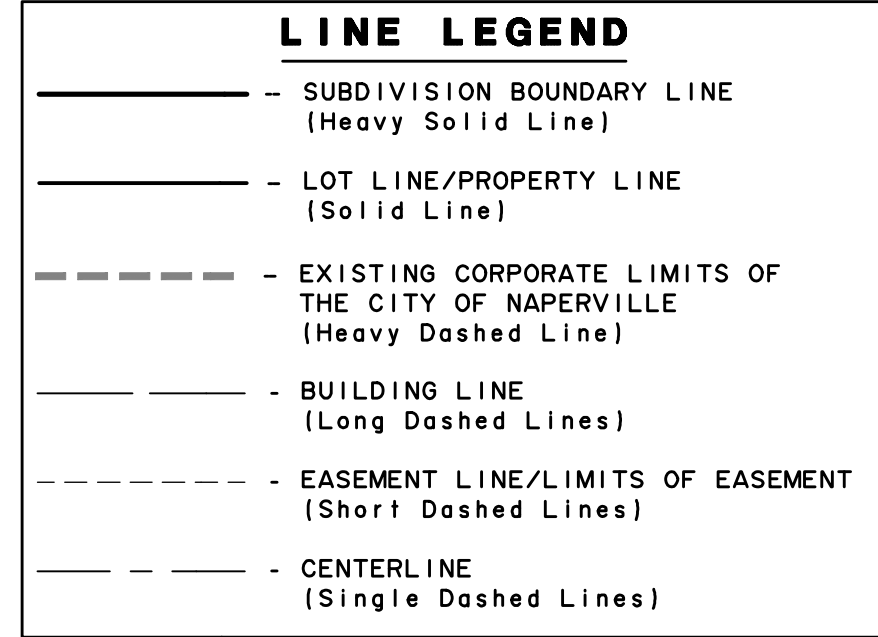 LINE LEGEND
-- SUBDIVISION BOUNDARY LINE
(Heavy Solid Line)
- LOT LINE/PROPERTY LINE
(Solid Line)
- EXISTING CORPORATE LIMITS OF
THE CITY OF NAPERVILLE
(Heavy Dashed Line)
- BUILDING LINE
(Long Dashed Lines)
- EASEMENT LINE/LIMITS OF EASEMENT
(Short Dashed Lines)
- CENTERLINE
(Single Dashed Lines)